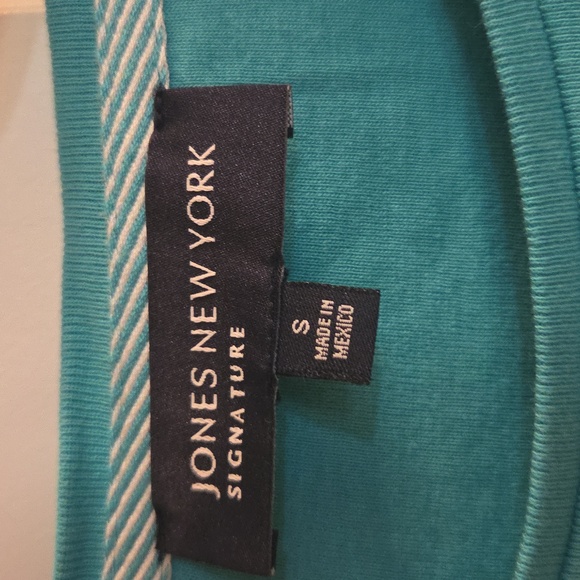 JONES NEW YORK
SIGNATURE
S
MADE IN
MEXICO